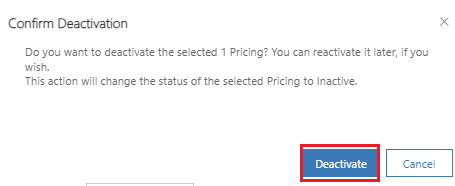 Confirm Deactivation
Do you want to deactivate the selected 1 Pricing? You can reactivate it later, if you
wish.
This action will change the status of the selected Pricing to Inactive.
Deactivate
Cancel